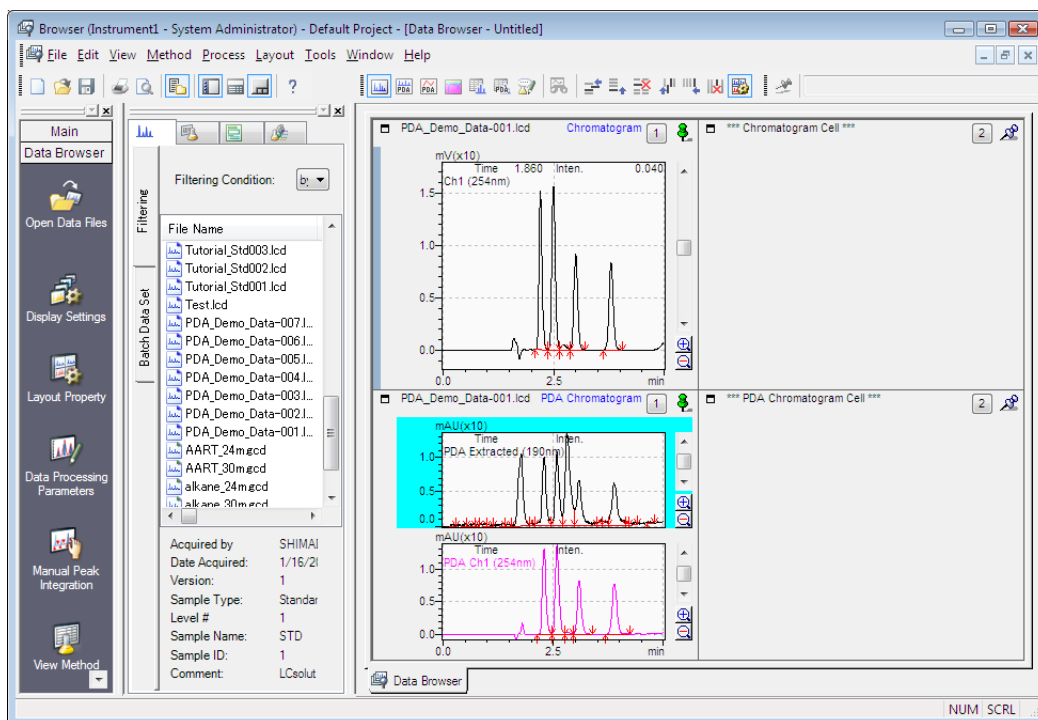 Browser (Instrument1 - System Administrator) - Default Project - [Data Browser - Untitled]
File Edit View Method Process Layout Tools Window Help
Main
Data Browser
Open Data Files
Display Settings
Layout Property
Data Processing
Parameters
Manual Peak
Integration
View Method
Filtering
Batch Data Set
Filtering Condition:
File Name
Tutorial_Std003.lcd
Tutorial_Std002.lcd
Tutorial_Std001.lcd
Test.lcd
PDA_Demo_Data-007.l...
PDA_Demo_Data-006.l...
PDA_Demo_Data-005.l...
PDA_Demo_Data-004.l...
PDA_Demo_Data-003.l...
PDA_Demo_Data-002.l...
PDA_Demo_Data-001.l...
AART_24m.gcd
AART_30m.gcd
alkane_24m.gcd
alkane_30m.gcd
Acquired by SHIMA
Date Acquired: 1/16/20
Version: 1
Sample Type: Standar
Level # 1
Sample Name: STD
Sample ID: 1
Comment: LCsolut
PDA_Demo_Data-001.lcd Chromatogram 1
mV(x10)
Time 1.860 Inten. 0.040
Ch1 (254nm)
1.5
1.0
0.5
0.0
0.0 2.5 min
*** Chromatogram Cell *** 2
PDA_Demo_Data-001.lcd PDA Chromatogram 1
mAU(x10)
Time Inten.
PDA Extracted (190nm)
1.0
0.5
0.0
mAU(x10)
Time Inten.
PDA Ch1 (254nm)
1.0
0.5
0.0
0.0 2.5 min
*** PDA Chromatogram Cell *** 2
Data Browser
NUM SCRL